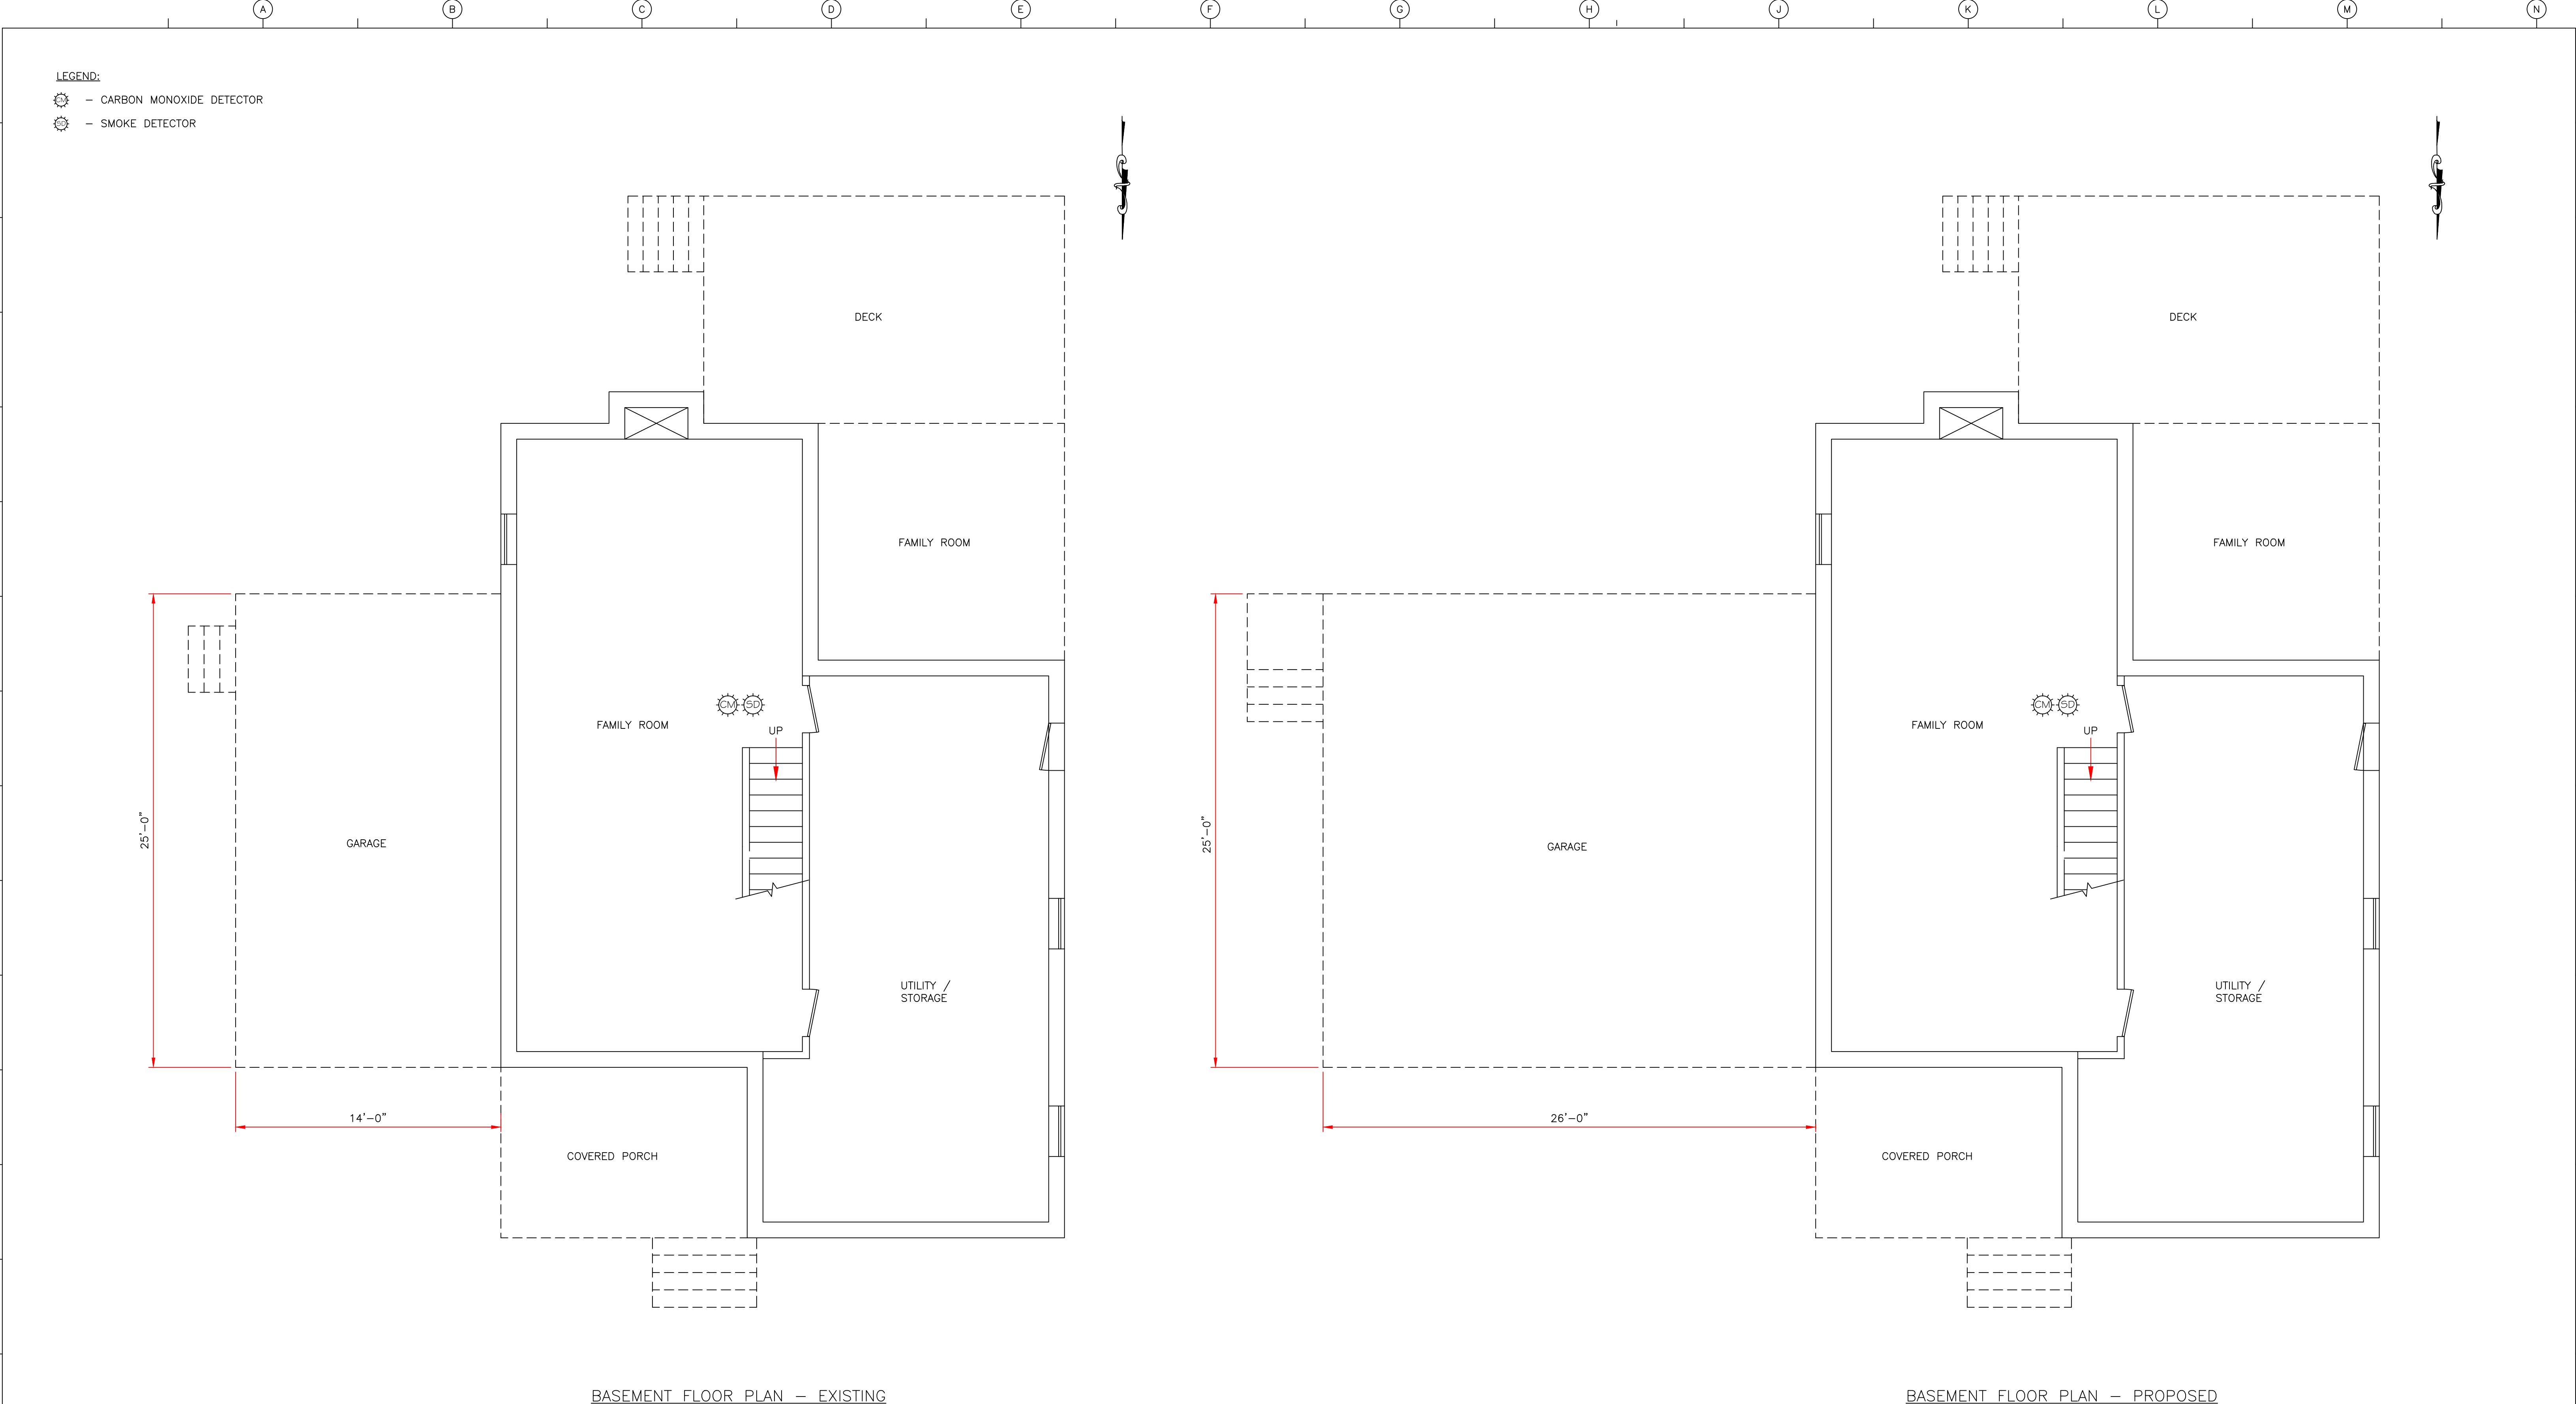 A B C D E F G H J K L M N
LEGEND:
CM – CARBON MONOXIDE DETECTOR
SD – SMOKE DETECTOR
DECK
FAMILY ROOM
CM SD
FAMILY ROOM
UP
25'–0"
GARAGE
UTILITY /
STORAGE
14'–0"
COVERED PORCH
BASEMENT FLOOR PLAN – EXISTING
DECK
FAMILY ROOM
CM SD
FAMILY ROOM
UP
25'–0"
GARAGE
UTILITY /
STORAGE
26'–0"
COVERED PORCH
BASEMENT FLOOR PLAN – PROPOSED